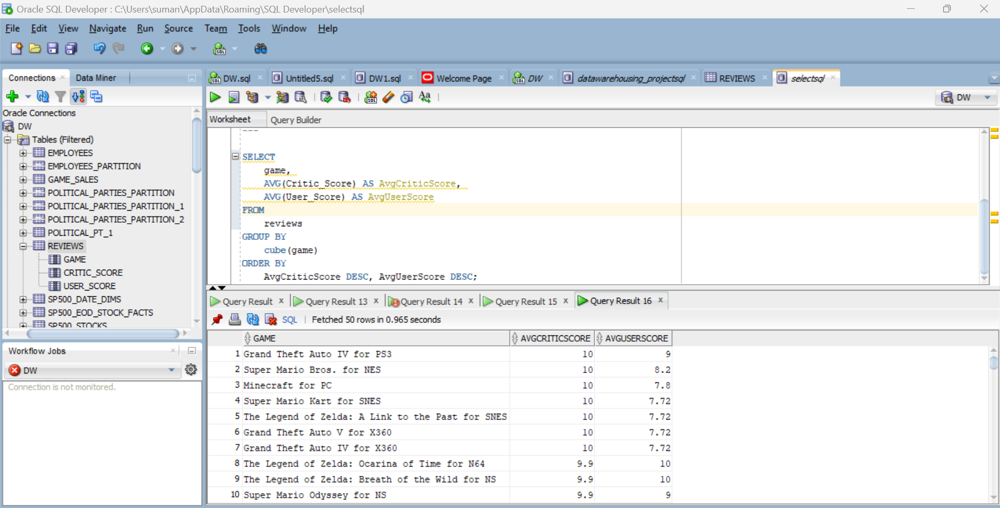 Oracle SQL Developer : C:\Users\suman\AppData\Roaming\SQL Developer\selectsql
File Edit View Navigate Run Source Team Tools Window Help
Connections
Data Miner
DW.sql
Untitled5.sql
DW1.sql
Welcome Page
DW
datawarehousing_projectsql
REVIEWS
selectsql
DW
Oracle Connections
DW
Tables (Filtered)
EMPLOYEES
EMPLOYEES_PARTITION
GAME_SALES
POLITICAL_PARTIES_PARTITION
POLITICAL_PARTIES_PARTITION_1
POLITICAL_PARTIES_PARTITION_2
POLITICAL_PT_1
REVIEWS
GAME
CRITIC_SCORE
USER_SCORE
SP500_DATE_DIMS
SP500_EOD_STOCK_FACTS
SP500_STOCKS
Workflow Jobs
DW
Connection is not monitored.
Worksheet
Query Builder
---
SELECT
game,
AVG(Critic_Score) AS AvgCriticScore,
AVG(User_Score) AS AvgUserScore
FROM
reviews
GROUP BY
cube(game)
ORDER BY
AvgCriticScore DESC, AvgUserScore DESC;
Query Result
Query Result 13
Query Result 14
Query Result 15
Query Result 16
SQL | Fetched 50 rows in 0.965 seconds
GAME AVGCRITICSCORE AVGUSERSCORE
1 Grand Theft Auto IV for PS3 10 9
2 Super Mario Bros. for NES 10 8.2
3 Minecraft for PC 10 7.8
4 Super Mario Kart for SNES 10 7.72
5 The Legend of Zelda: A Link to the Past for SNES 10 7.72
6 Grand Theft Auto V for X360 10 7.72
7 Grand Theft Auto IV for X360 10 7.72
8 The Legend of Zelda: Ocarina of Time for N64 9.9 10
9 The Legend of Zelda: Breath of the Wild for NS 9.9 10
10 Super Mario Odyssey for NS 9.9 9